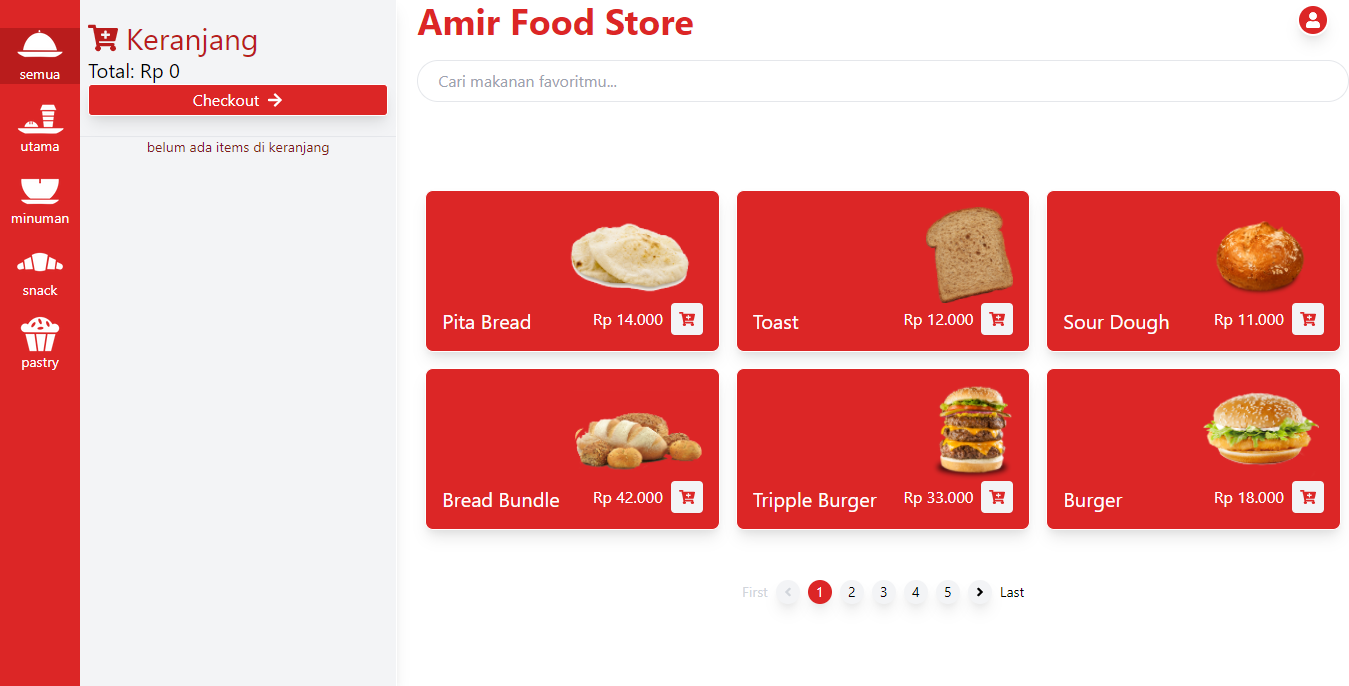 semua
utama
minuman
snack
pastry
Keranjang
Total: Rp 0
Checkout
belum ada items di keranjang
Amir Food Store
Cari makanan favoritmu...
Pita Bread Rp 14.000
Toast Rp 12.000
Sour Dough Rp 11.000
Bread Bundle Rp 42.000
Tripple Burger Rp 33.000
Burger Rp 18.000
First 1 2 3 4 5 Last